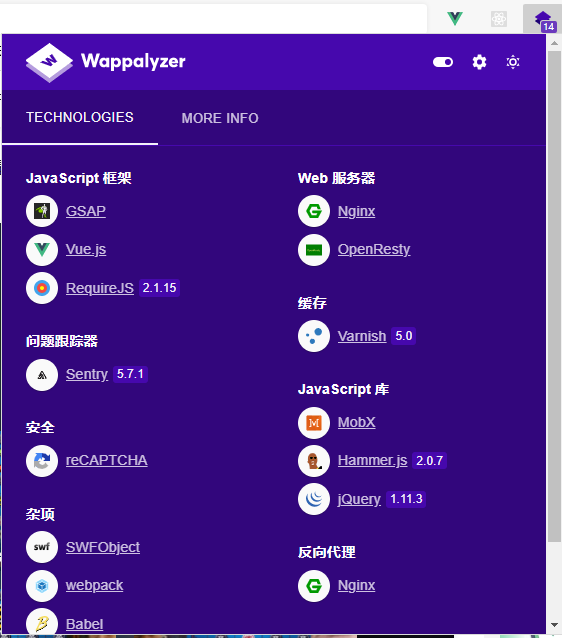 14
Wappalyzer
TECHNOLOGIES
MORE INFO
JavaScript 框架
GSAP
Vue.js
RequireJS 2.1.15
问题跟踪器
Sentry 5.7.1
安全
reCAPTCHA
杂项
swf SWFObject
webpack
Babel
Web 服务器
Nginx
OpenResty
缓存
Varnish 5.0
JavaScript 库
MobX
Hammer.js 2.0.7
jQuery 1.11.3
反向代理
Nginx